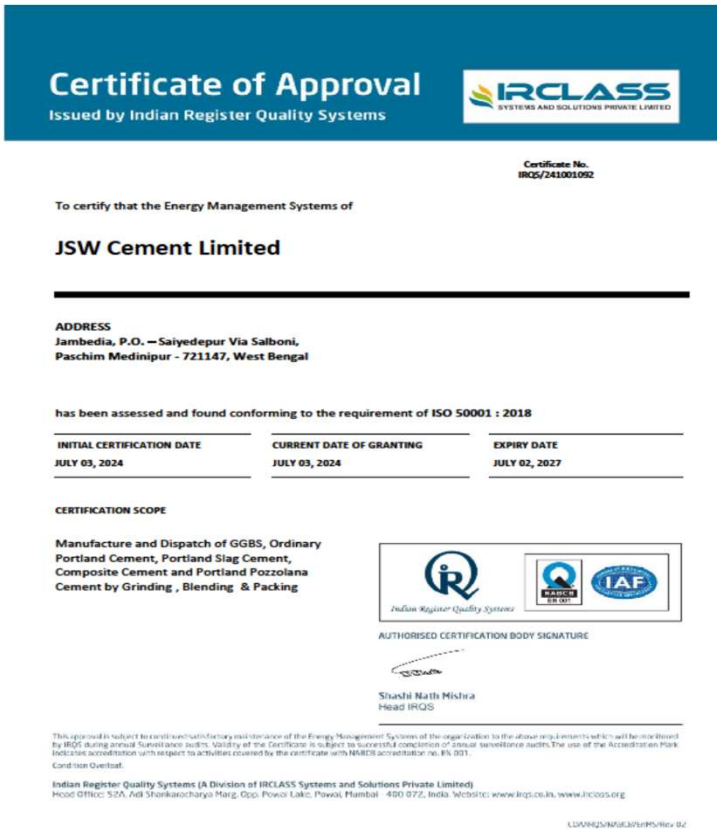 Certificate of Approval
Issued by Indian Register Quality Systems
IRCLASS
SYSTEMS AND SOLUTIONS PRIVATE LIMITED
Certificate No.
IRQS/241001092
To certify that the Energy Management Systems of
JSW Cement Limited
ADDRESS
Jambedia, P.O. – Saiyedepur Via Salboni,
Paschim Medinipur - 721147, West Bengal
has been assessed and found conforming to the requirement of ISO 50001 : 2018
INITIAL CERTIFICATION DATE
JULY 03, 2024
CURRENT DATE OF GRANTING
JULY 03, 2024
EXPIRY DATE
JULY 02, 2027
CERTIFICATION SCOPE
Manufacture and Dispatch of GGBS, Ordinary
Portland Cement, Portland Slag Cement,
Composite Cement and Portland Pozzolana
Cement by Grinding , Blending & Packing
IR
Indian Register Quality Systems
NABCB
EN 001
IAF
AUTHORISED CERTIFICATION BODY SIGNATURE
Shashi Nath Mishra
Head IRQS
This approval is subject to continued satisfactory maintenance of the Energy Management Systems of the organization to the above requirements which will be monitored
by IRQS during annual Surveillance audits. Validity of the Certificate is subject to successful completion of annual surveillance audits.The use of the Accreditation Mark
indicates accreditation with respect to activities covered by the certificate with NABCB accreditation no. EN 001.
Condition Overleaf.
Indian Register Quality Systems (A Division of IRCLASS Systems and Solutions Private Limited)
Head Office: 52A, Adi Shankaracharya Marg, Opp. Powai Lake, Powai, Mumbai - 400 072, India. Website: www.irqs.co.in, www.irclass.org